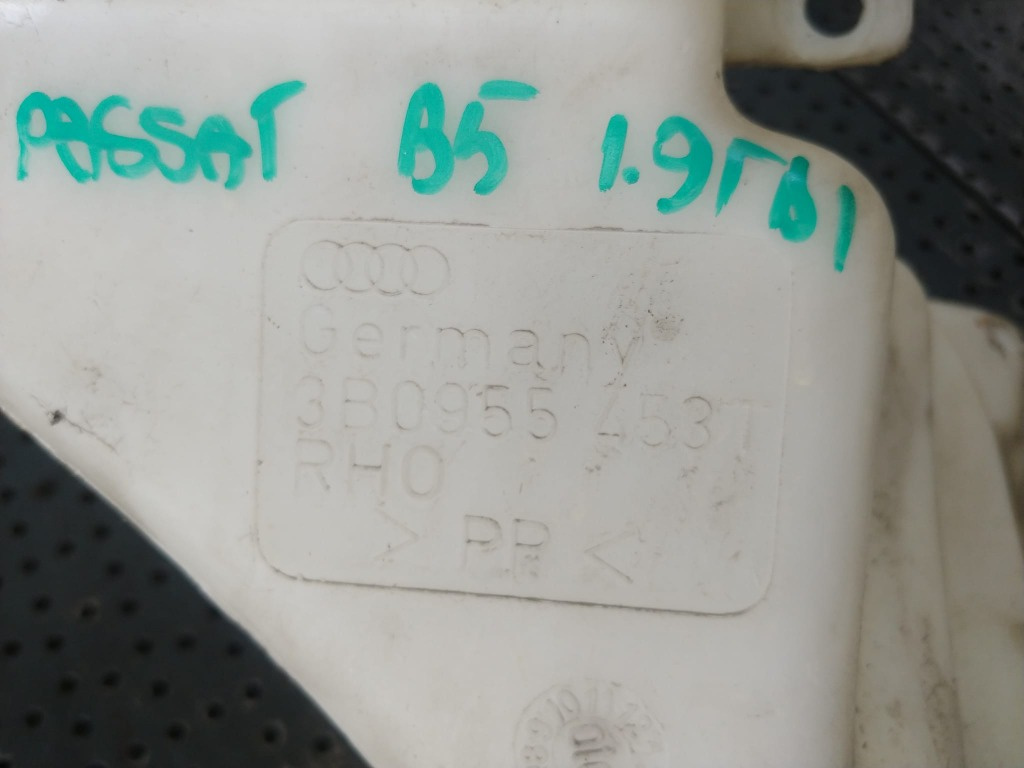 PASSAT B5 1.9TDI
Germany
3B0955 453T
RHO
> PP <